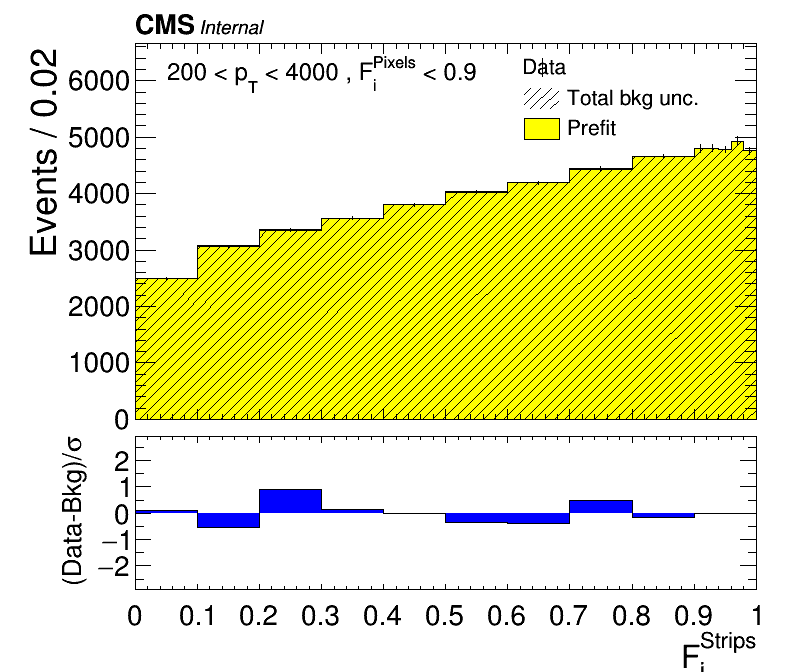 CMS Internal
200 < p_T < 4000 , F_i^Pixels < 0.9
Data
Total bkg unc.
Prefit
Events / 0.02
6000
5000
4000
3000
2000
1000
0
(Data-Bkg)/σ
2
1
0
−1
−2
0 0.1 0.2 0.3 0.4 0.5 0.6 0.7 0.8 0.9 1
F_i^Strips